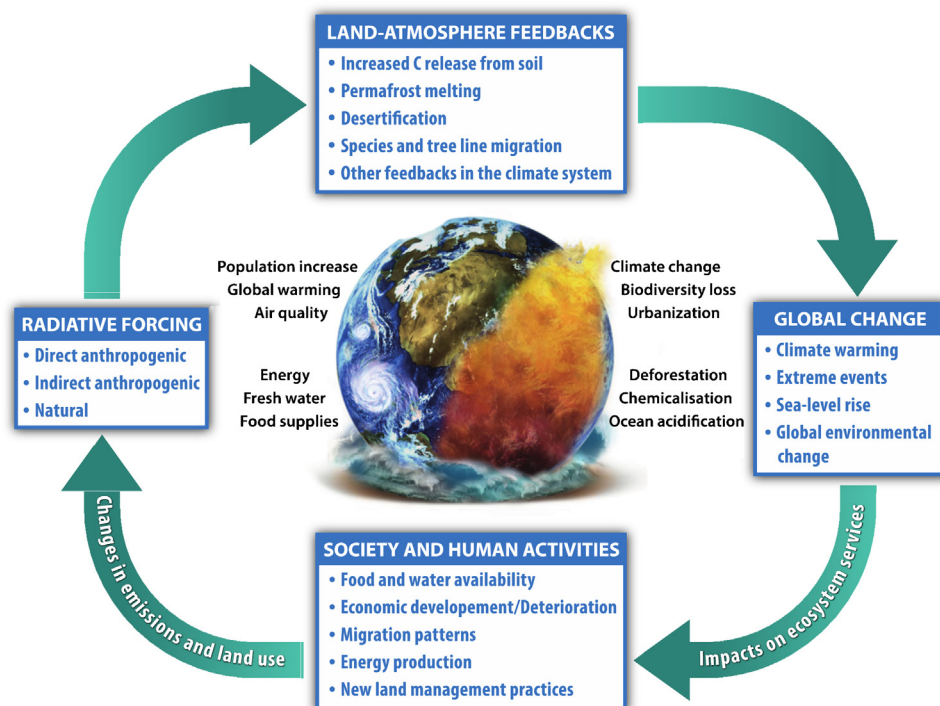 LAND-ATMOSPHERE FEEDBACKS
• Increased C release from soil
• Permafrost melting
• Desertification
• Species and tree line migration
• Other feedbacks in the climate system
Population increase
Global warming
Air quality
Climate change
Biodiversity loss
Urbanization
RADIATIVE FORCING
• Direct anthropogenic
• Indirect anthropogenic
• Natural
GLOBAL CHANGE
• Climate warming
• Extreme events
• Sea-level rise
• Global environmental
change
Energy
Fresh water
Food supplies
Deforestation
Chemicalisation
Ocean acidification
Changes in emissions and land use
Impacts on ecosystem services
SOCIETY AND HUMAN ACTIVITIES
• Food and water availability
• Economic developement/Deterioration
• Migration patterns
• Energy production
• New land management practices